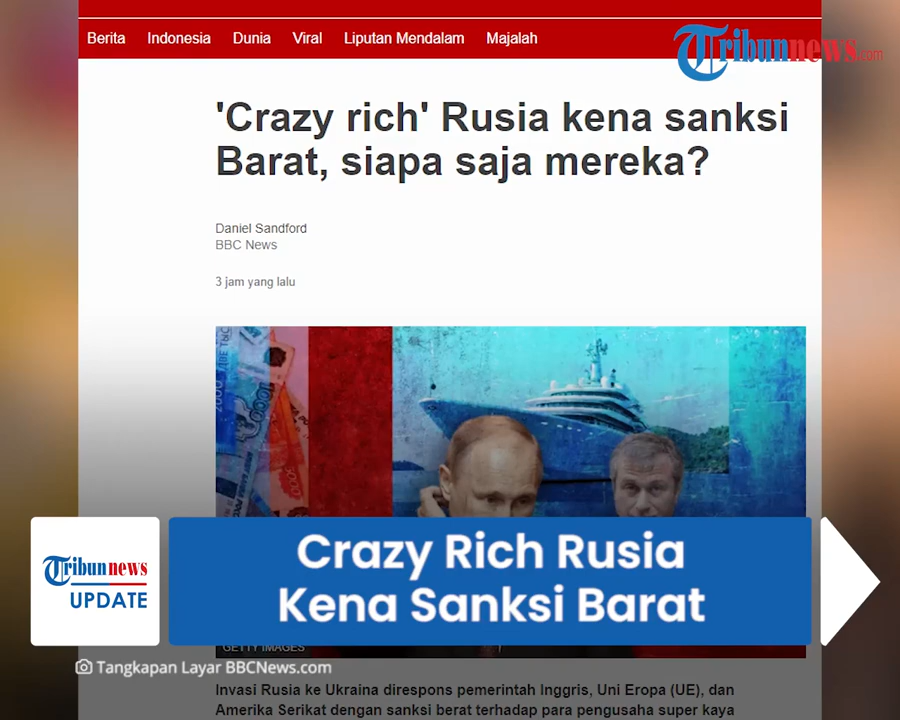 Berita Indonesia Dunia Viral Liputan Mendalam Majalah
Tribunnews.com
'Crazy rich' Rusia kena sanksi
Barat, siapa saja mereka?
Daniel Sandford
BBC News
3 jam yang lalu
Tribunnews
UPDATE
Crazy Rich Rusia
Kena Sanksi Barat
GETTY IMAGES
Tangkapan Layar BBCNews.com
Invasi Rusia ke Ukraina direspons pemerintah Inggris, Uni Eropa (UE), dan
Amerika Serikat dengan sanksi berat terhadap para pengusaha super kaya